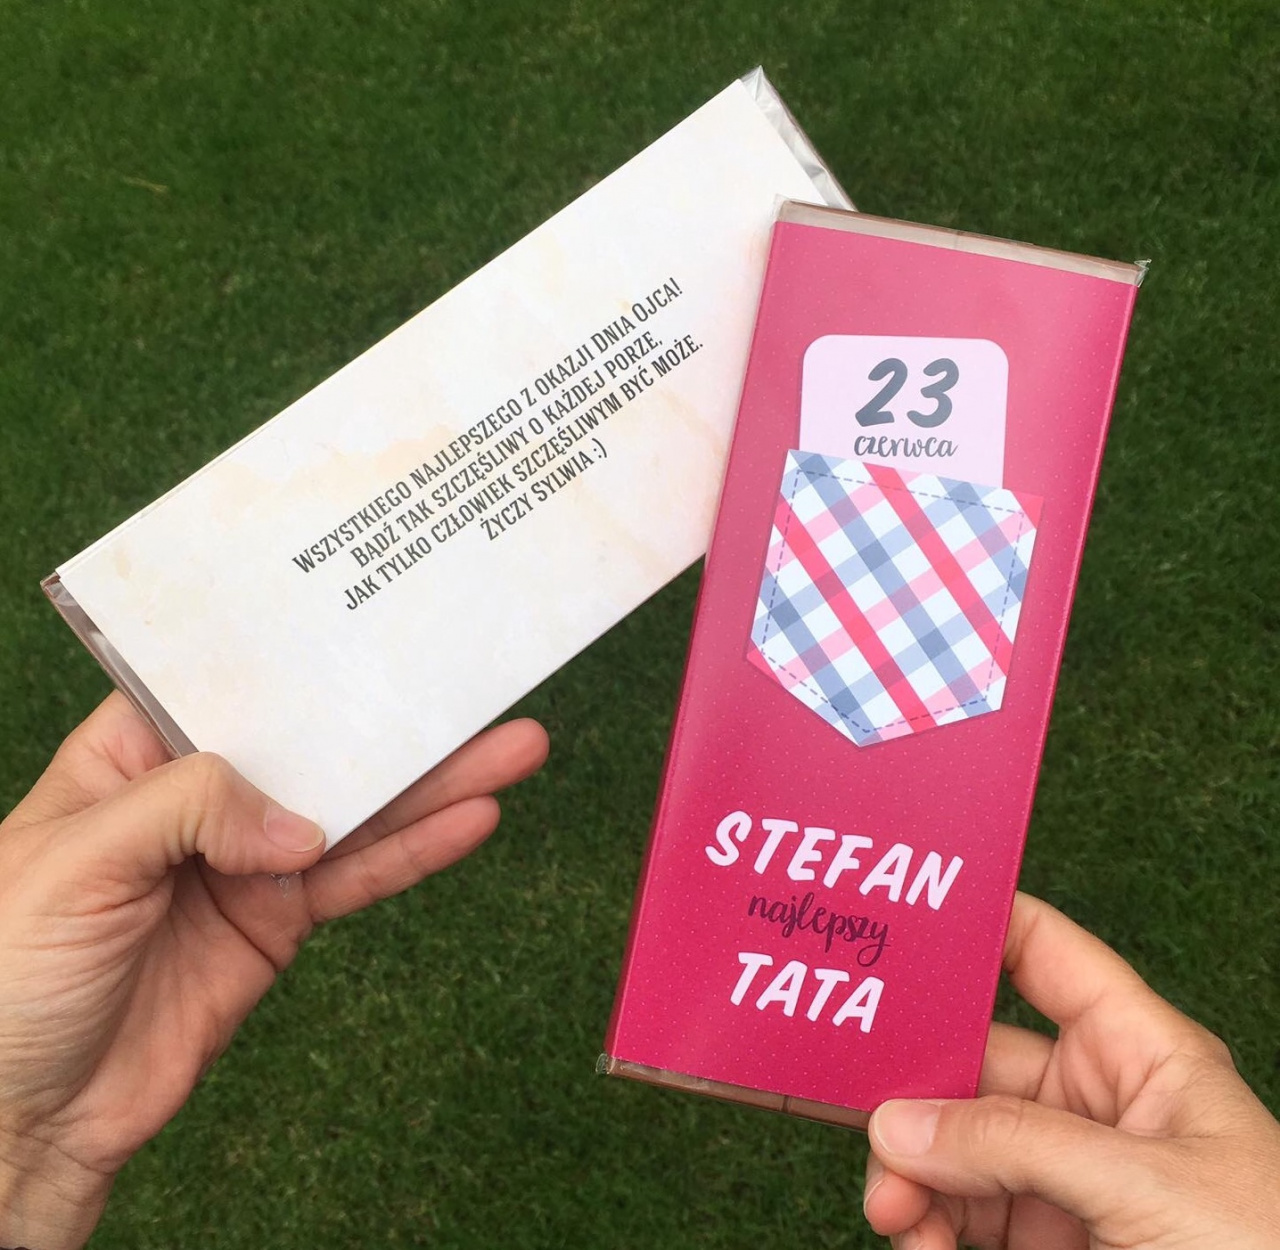 WSZYSTKIEGO NAJLEPSZEGO Z OKAZJI DNIA OJCA!
BĄDŹ TAK SZCZĘŚLIWY O KAŻDEJ PORZE,
JAK TYLKO CZŁOWIEK SZCZĘŚLIWYM BYĆ MOŻE.
ŻYCZY SYLWIA :)
23
czerwca
STEFAN
najlepszy
TATA